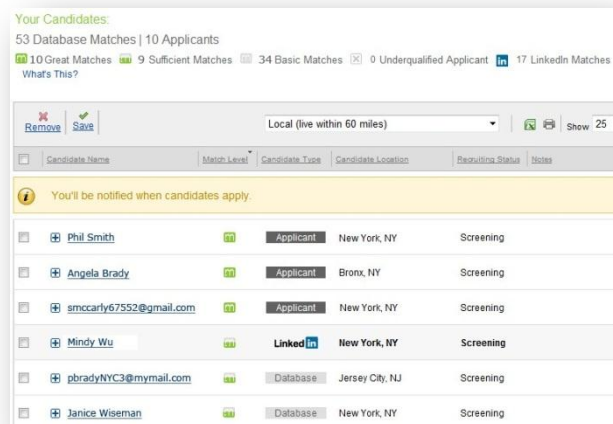 Your Candidates:
53 Database Matches | 10 Applicants
10 Great Matches 9 Sufficient Matches 34 Basic Matches 0 Underqualified Applicant in 17 LinkedIn Matches
What's This?
Remove Save Local (live within 60 miles) Show 25
Candidate Name Match Level Candidate Type Candidate Location Recruiting Status Notes
You'll be notified when candidates apply.
Phil Smith Applicant New York, NY Screening
Angela Brady Applicant Bronx, NY Screening
smccarly67552@gmail.com Applicant New York, NY Screening
Mindy Wu Linked in New York, NY Screening
pbradyNYC3@mymail.com Database Jersey City, NJ Screening
Janice Wiseman Database New York, NY Screening